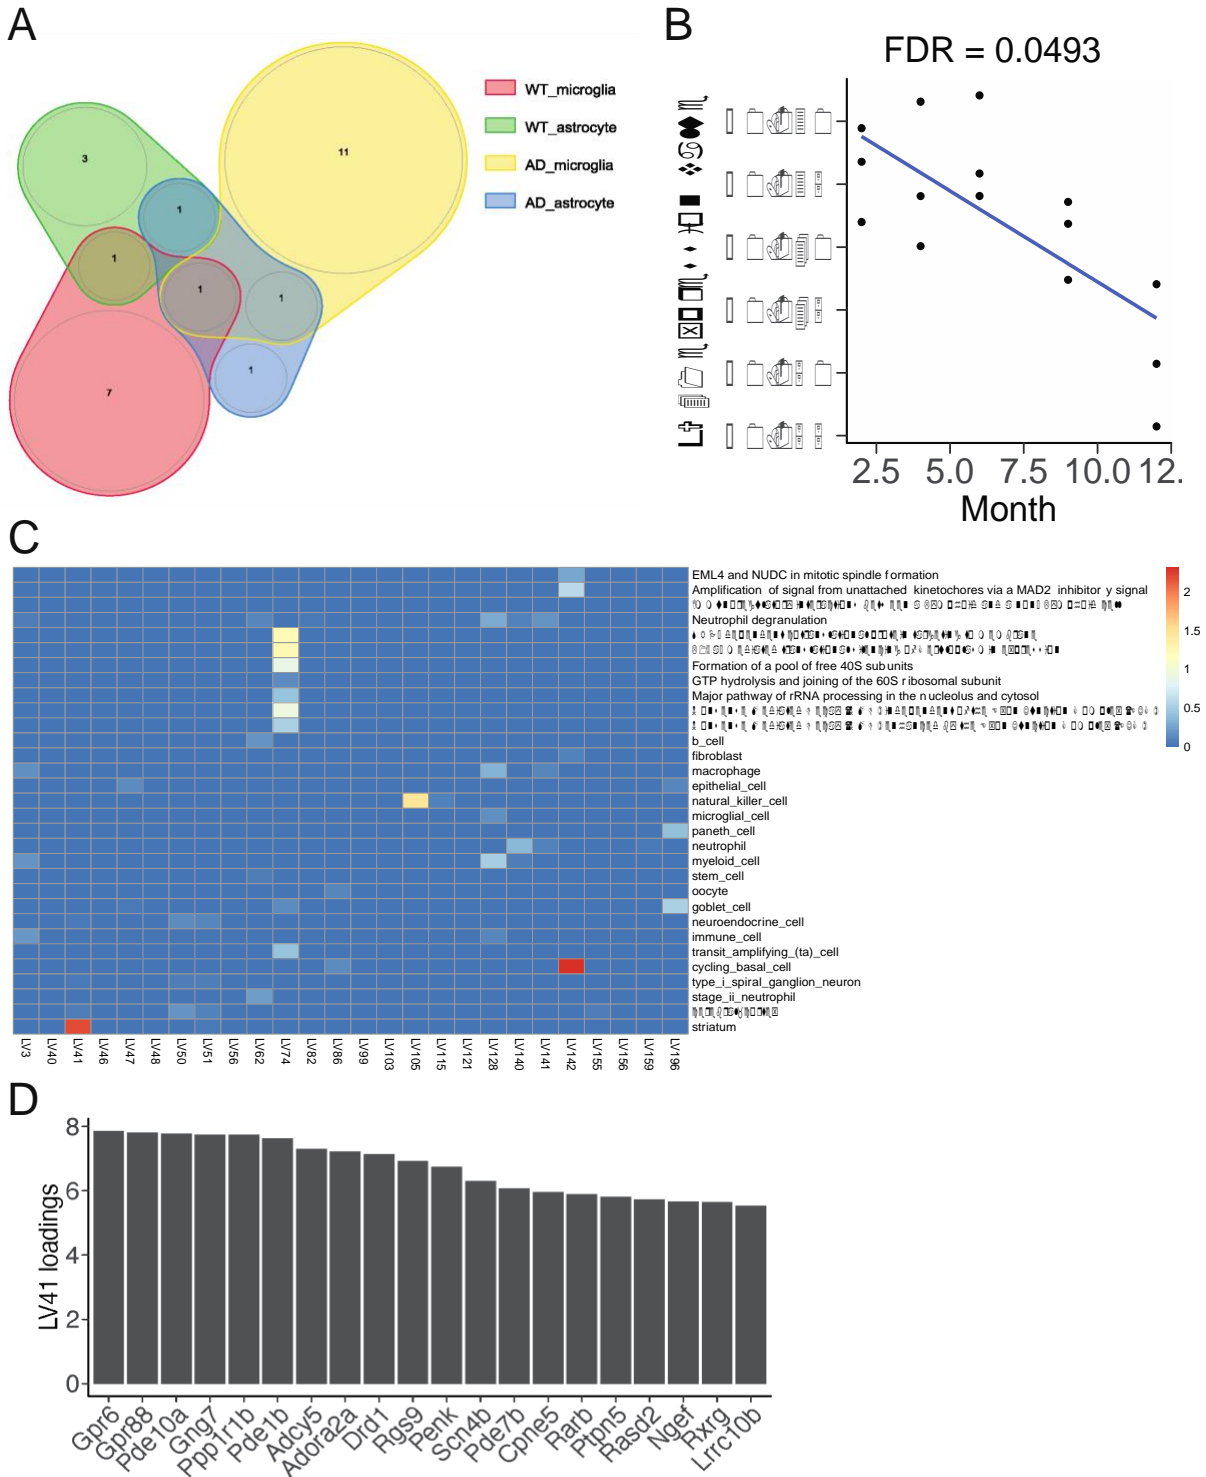 A
3
1
1
1
1
1
7
11
WT_microglia
WT_astrocyte
AD_microglia
AD_astrocyte
B
FDR = 0.0493
2.5 5.0 7.5 10.0 12.
Month
C
EML4 and NUDC in mitotic spindle formation
Amplification of signal from unattached kinetochores via a MAD2 inhibitory signal
Neutrophil degranulation
Formation of a pool of free 40S subunits
GTP hydrolysis and joining of the 60S ribosomal subunit
Major pathway of rRNA processing in the nucleolus and cytosol
b_cell
fibroblast
macrophage
epithelial_cell
natural_killer_cell
microglial_cell
paneth_cell
neutrophil
myeloid_cell
stem_cell
oocyte
goblet_cell
neuroendocrine_cell
immune_cell
transit_amplifying_(ta)_cell
cycling_basal_cell
type_i_spiral_ganglion_neuron
stage_ii_neutrophil
striatum
2
1.5
1
0.5
0
LV3 LV40 LV41 LV46 LV47 LV48 LV50 LV51 LV56 LV62 LV74 LV82 LV86 LV99 LV103 LV105 LV115 LV121 LV128 LV140 LV141 LV142 LV155 LV156 LV159 LV196
D
LV41 loadings
8
6
4
2
0
Gpr6 Gpr88 Pde10a Gng7 Ppp1r1b Pde1b Adcy5 Adora2a Drd1 Rgs9 Penk Scn4b Pde7b Cpne5 Rarb Ptpn5 Rasd2 Ngef Rxrg Lrrc10b